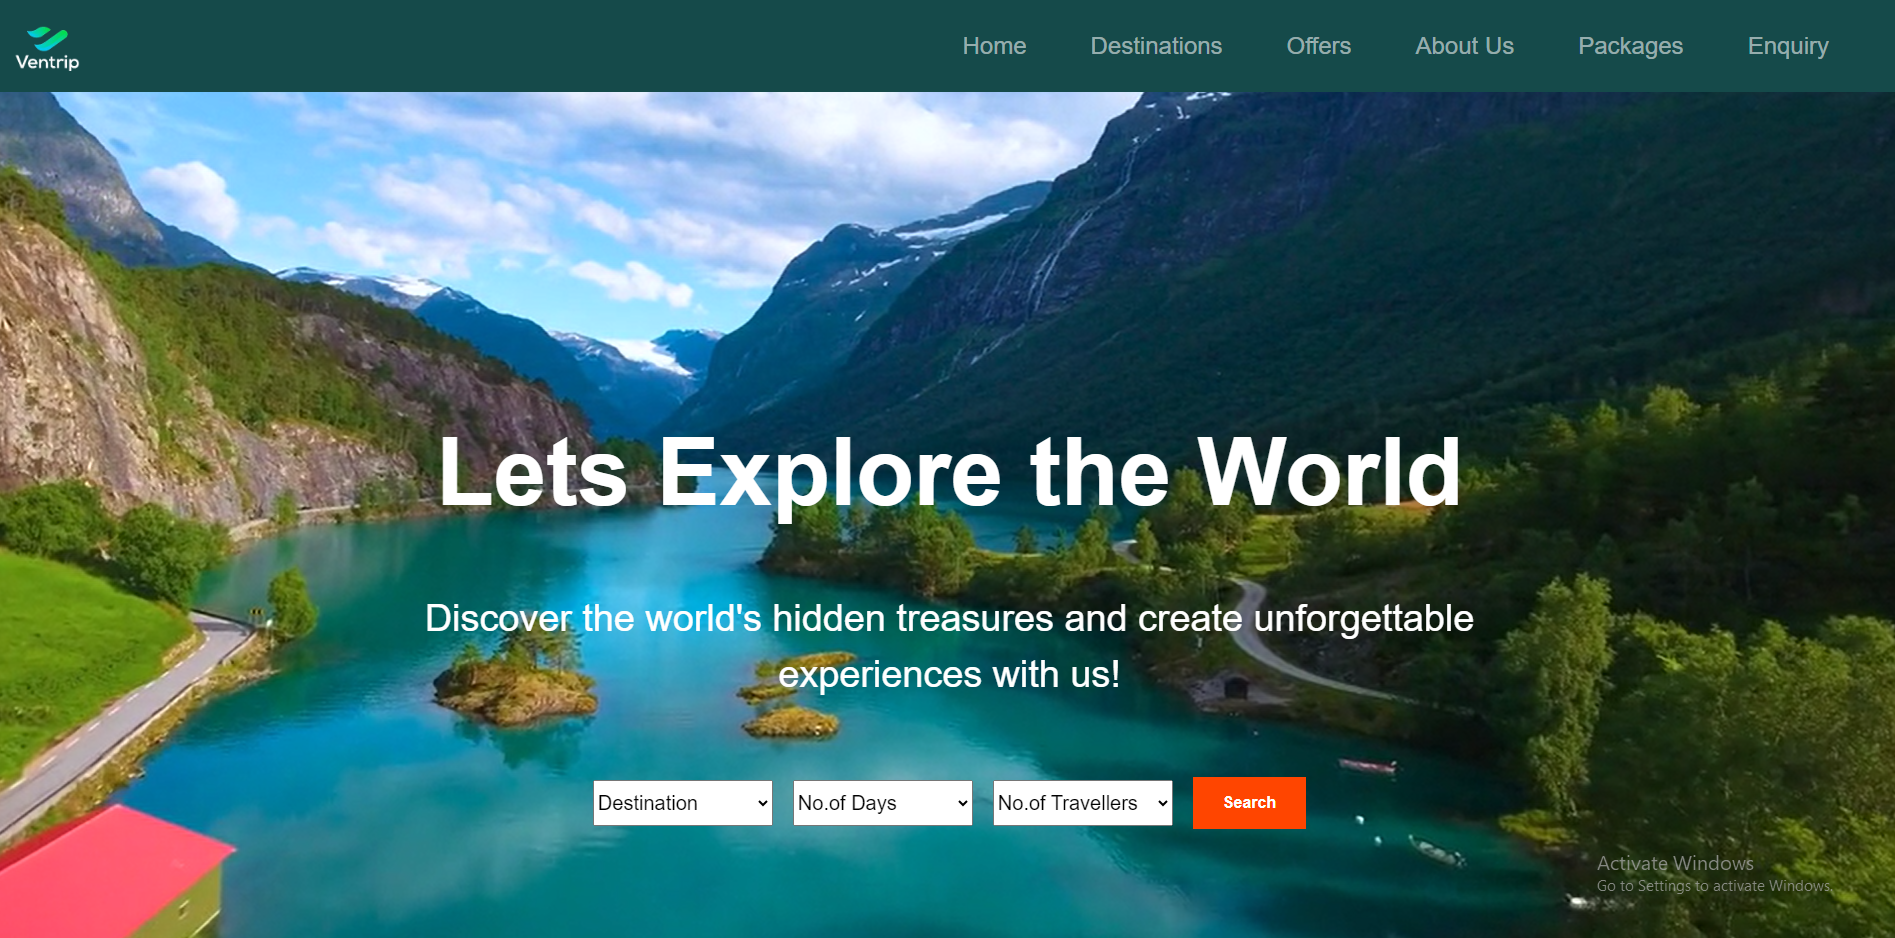 Ventrip
Home Destinations Offers About Us Packages Enquiry
Lets Explore the World
Discover the world's hidden treasures and create unforgettable
experiences with us!
Destination No.of Days No.of Travellers Search
Activate Windows
Go to Settings to activate Windows.